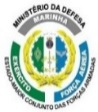 MINISTÉRIO DA DEFESA
MARINHA
EXÉRCITO
FORÇA AÉREA
ESTADO-MAIOR CONJUNTO DAS FORÇAS ARMADAS